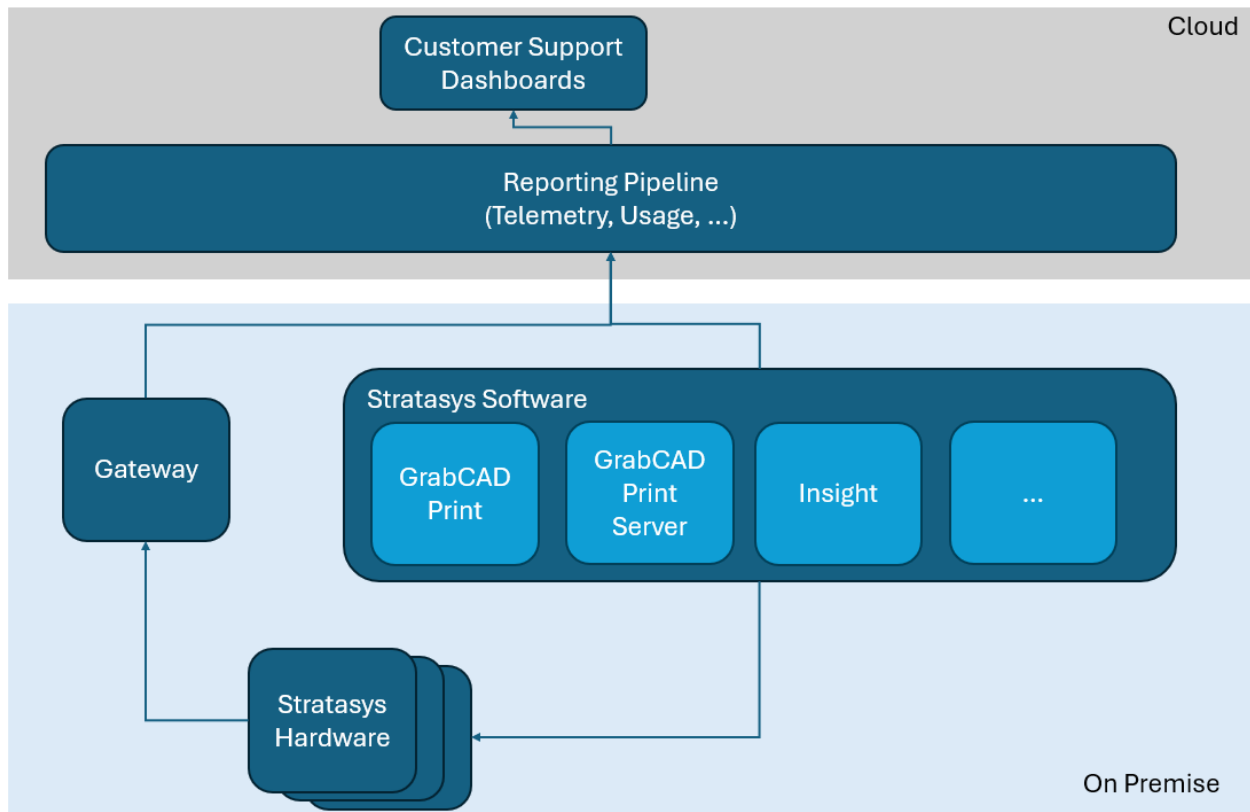 Cloud
Customer Support
Dashboards
Reporting Pipeline
(Telemetry, Usage, ...)
Stratasys Software
GrabCAD
Print
GrabCAD
Print
Server
Insight
...
Gateway
Stratasys
Hardware
On Premise